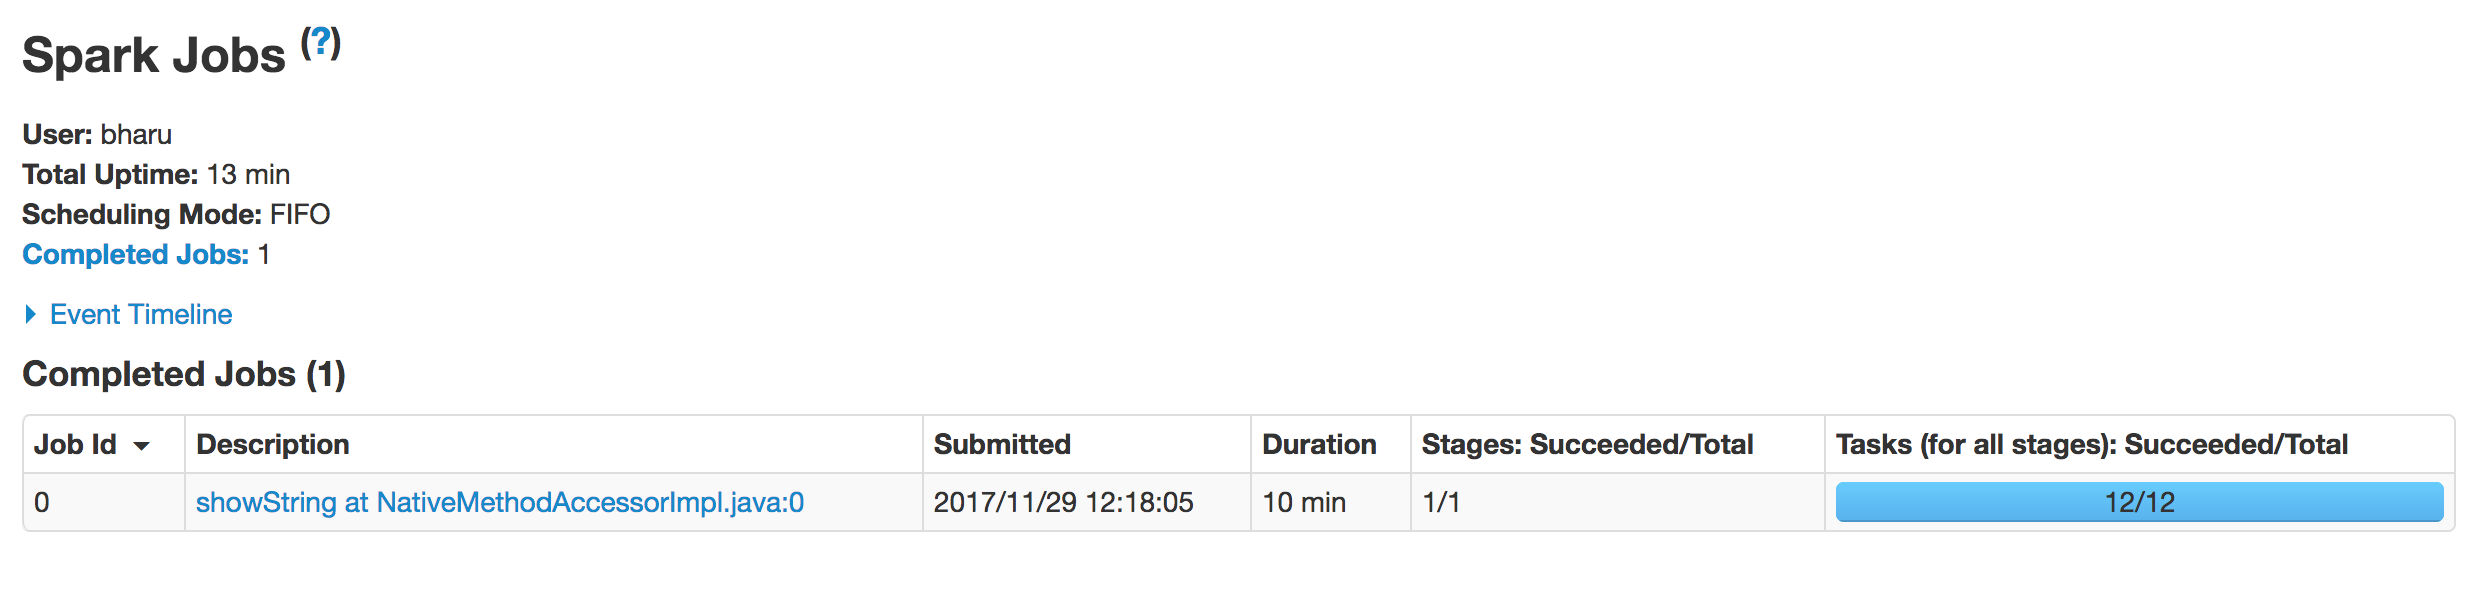 Spark Jobs (?)
User: bharu
Total Uptime: 13 min
Scheduling Mode: FIFO
Completed Jobs: 1
Event Timeline
Completed Jobs (1)
Job Id Description Submitted Duration Stages: Succeeded/Total Tasks (for all stages): Succeeded/Total
0 showString at NativeMethodAccessorImpl.java:0 2017/11/29 12:18:05 10 min 1/1 12/12